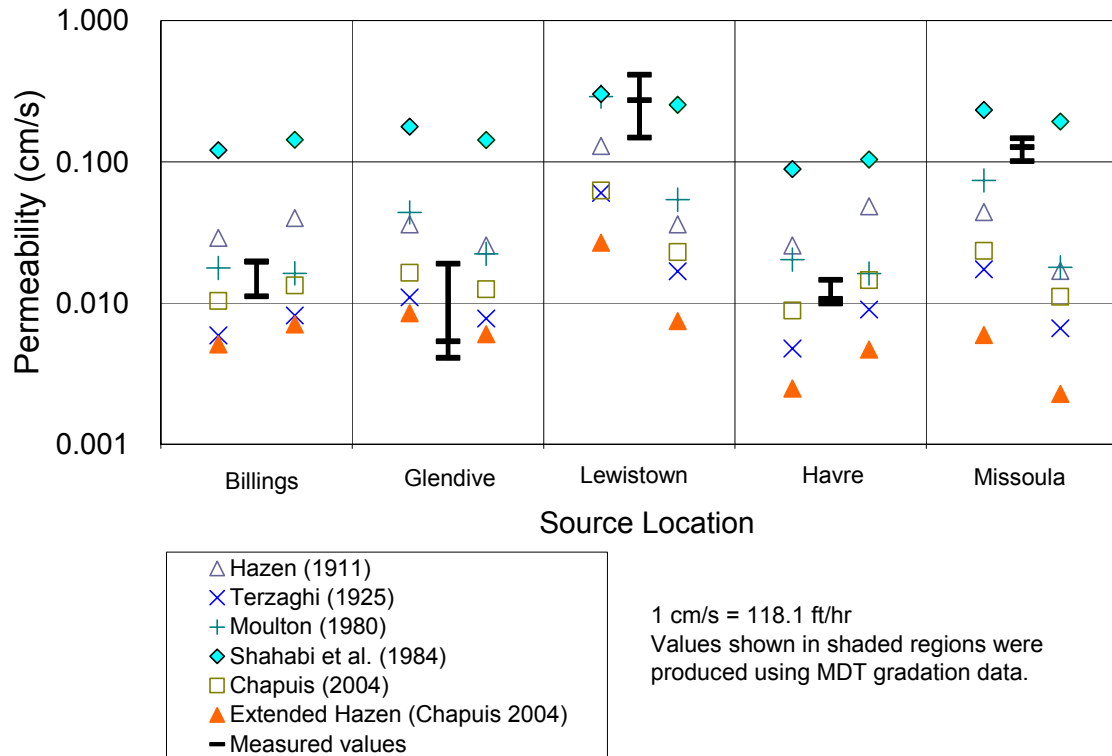 1.000
0.100
0.010
0.001
Permeability (cm/s)
Billings
Glendive
Lewistown
Havre
Missoula
Source Location
Hazen (1911)
Terzaghi (1925)
Moulton (1980)
Shahabi et al. (1984)
Chapuis (2004)
Extended Hazen (Chapuis 2004)
Measured values
1 cm/s = 118.1 ft/hr
Values shown in shaded regions were
produced using MDT gradation data.